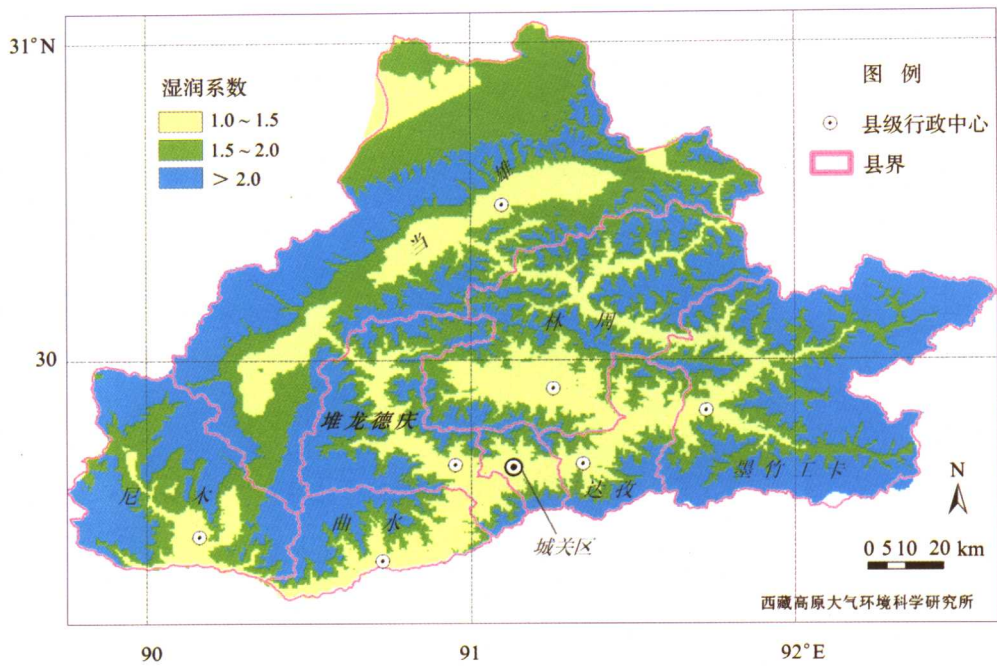 31°N
湿润系数
1.0～1.5
1.5～2.0
＞2.0
图 例
县级行政中心
县界
当 雄
林 周
30
堆龙德庆
墨竹工卡
尼 木
达孜
曲 水
城关区
N
0 5 10 20 km
西藏高原大气环境科学研究所
90
91
92°E